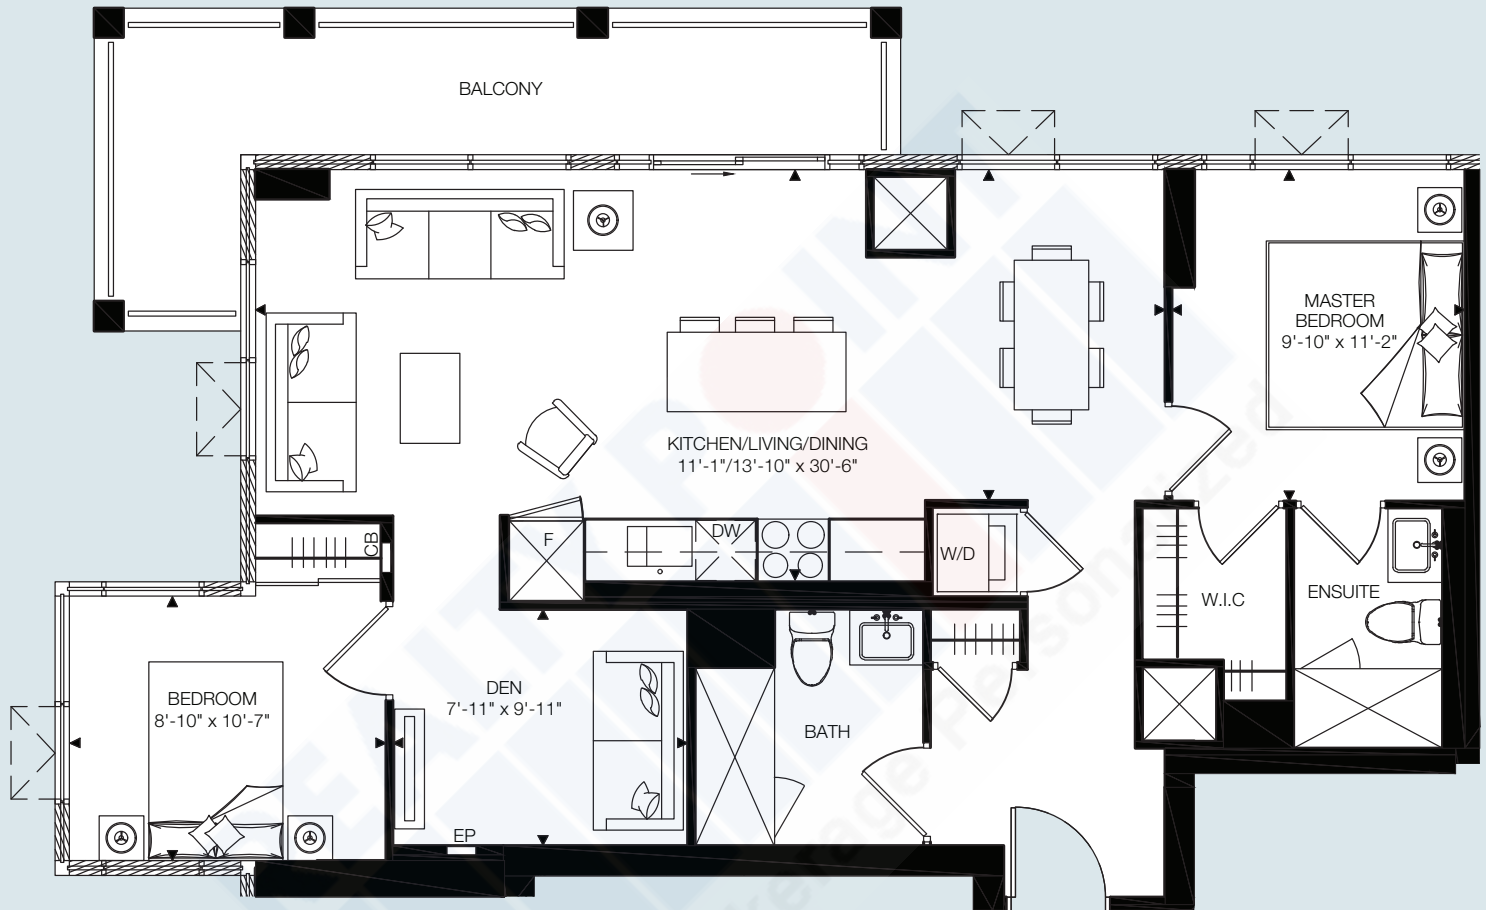 BALCONY
MASTER
BEDROOM
9'-10" x 11'-2"
KITCHEN/LIVING/DINING
11'-1"/13'-10" x 30'-6"
CB
F
DW
W/D
W.I.C
ENSUITE
BEDROOM
8'-10" x 10'-7"
DEN
7'-11" x 9'-11"
BATH
EP
Personalized